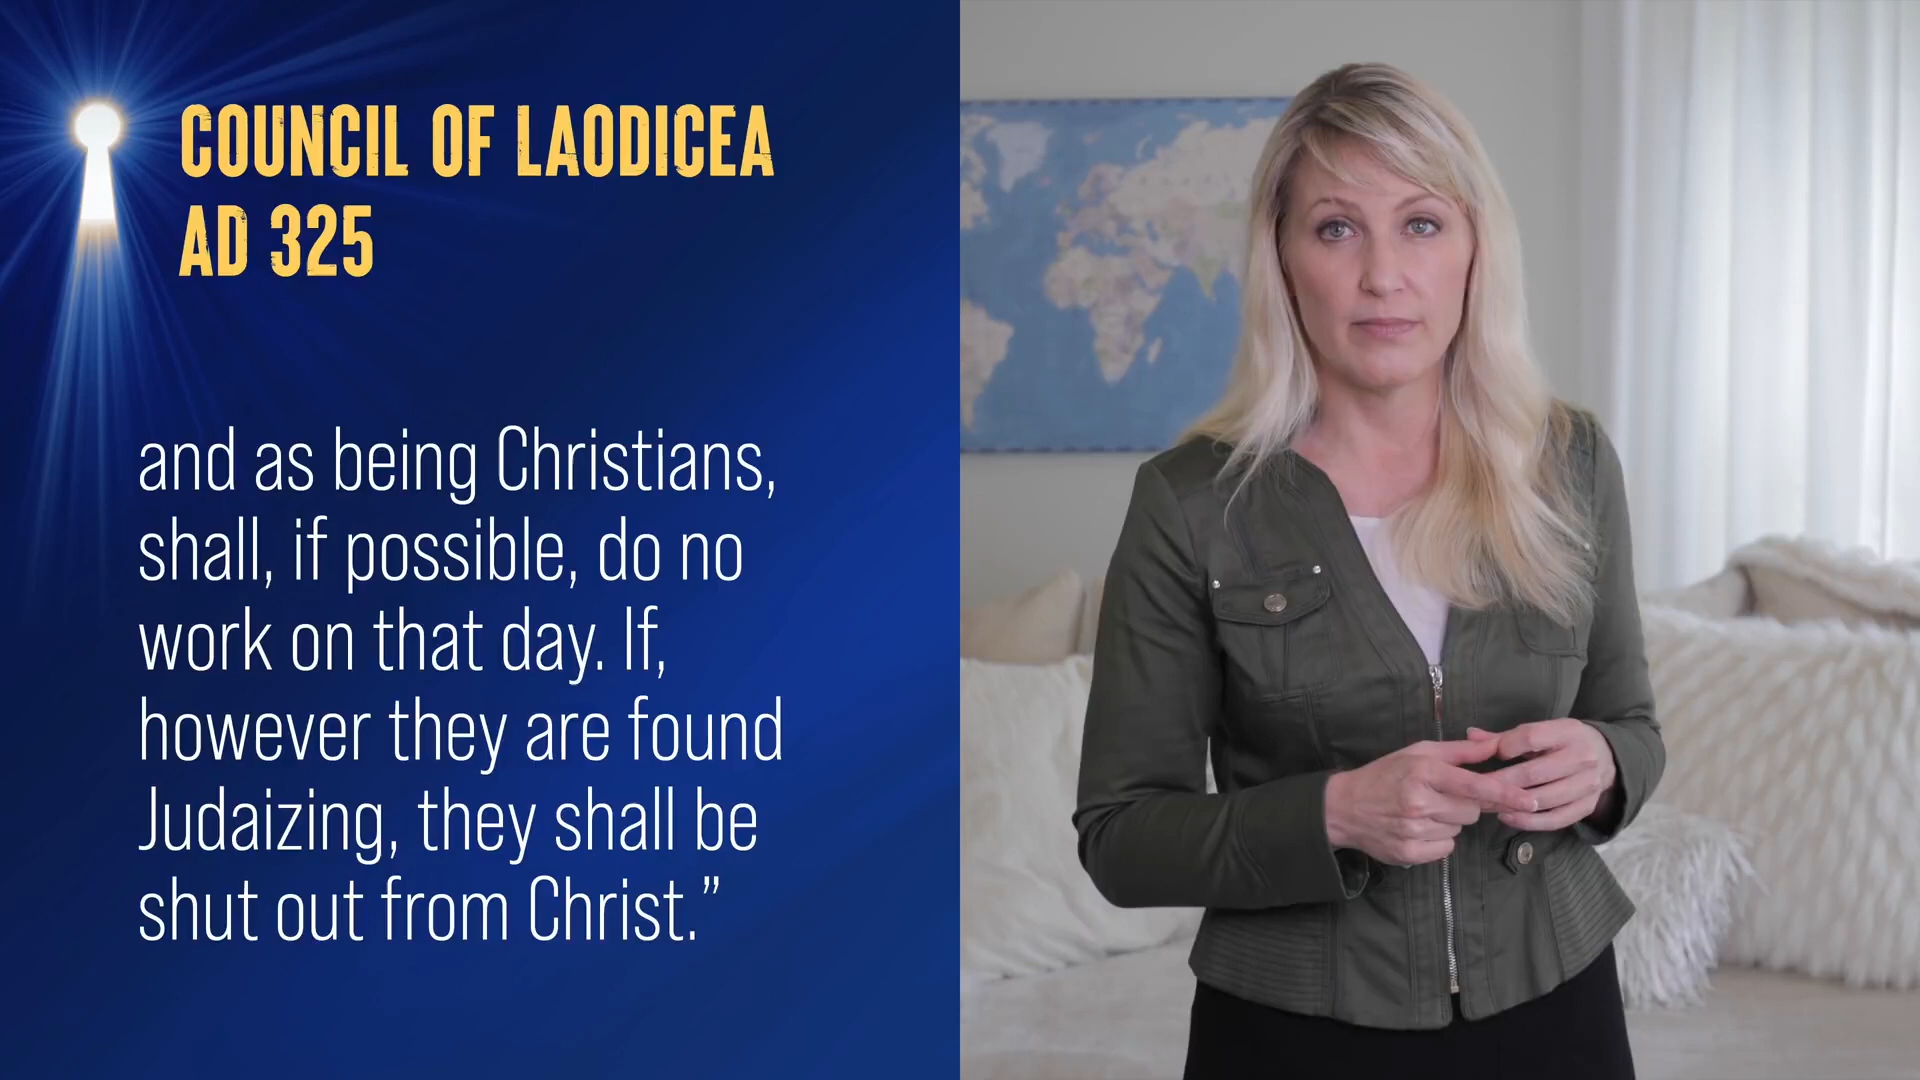 COUNCIL OF LAODICEA
AD 325
and as being Christians,
shall, if possible, do no
work on that day. If,
however they are found
Judaizing, they shall be
shut out from Christ.”